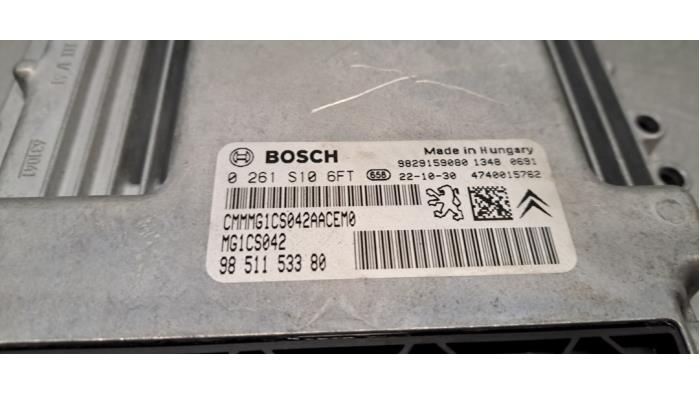 BOSCH
Made in Hungary
9829159080 1348 0691
0 261 S10 6FT 658 22-10-30 4740015762
CMMMG1CS042AACEM0
MG1CS042
98 511 533 80